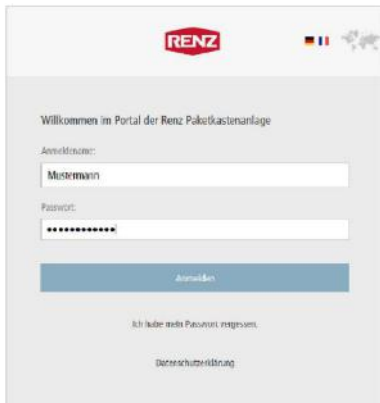 RENZ
Willkommen im Portal der Renz Paketkastenanlage
Anmeldename:
Mustermann
Passwort:
••••••••••••
Anmelden
Ich habe mein Passwort vergessen.
Datenschutzerklärung